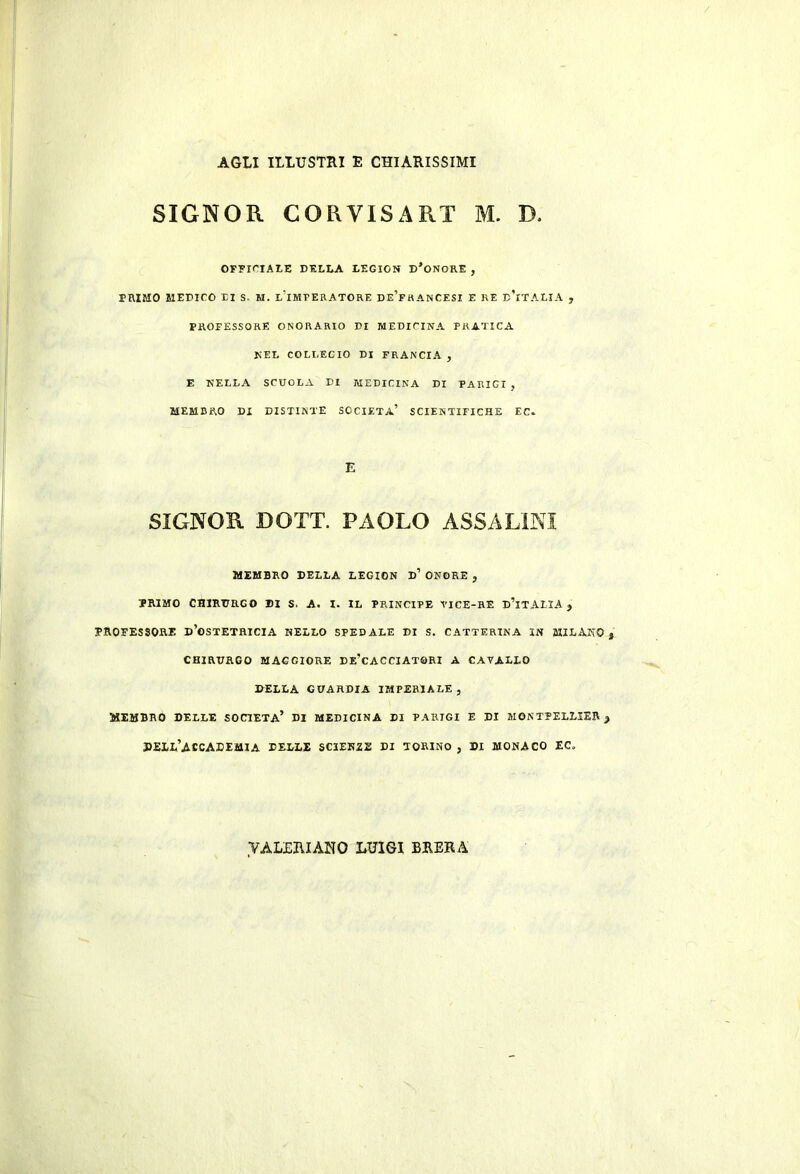 AGLI ILLUSTRI E CHIARISSIMI
SIGNOR CORVISART M. D.
OFFICIALE DELLA LEGION D'ONORE ,
PRIMO MEDICO DI S. M. L'IMPERATORE DE'FRANCESI E RE D'ITALIA ,
PROFESSORE ONORARIO DI MEDICINA PRATICA
NEL COLLEGIO DI FRANCIA ,
E NELLA SCUOLA DI MEDICINA DI PARIGI ,
MEMBRO DI DISTINTE SOCIETA' SCIENTIFICHE EC.
E
SIGNOR DOTT. PAOLO ASSALINI
MEMBRO DELLA LEGION D' ONORE ,
PRIMO CHIRURGO DI S. A. I. IL PRINCIPE VICE-RE D'ITALIA ,
PROFESSORE D'OSTETRICIA NELLO SPEDALE DI S. CATTERINA IN MILANO ,
CHIRURGO MAGGIORE DE'CACCIATORI A CAVALLO
DELLA GUARDIA IMPERIALE ,
MEMBRO DELLE SOCIETA' DI MEDICINA DI PARIGI E DI MONTPELLIER ,
DELL'ACCADEMIA DELLE SCIENZE DI TORINO , DI MONACO EC.
VALERIANO LUIGI BRERA